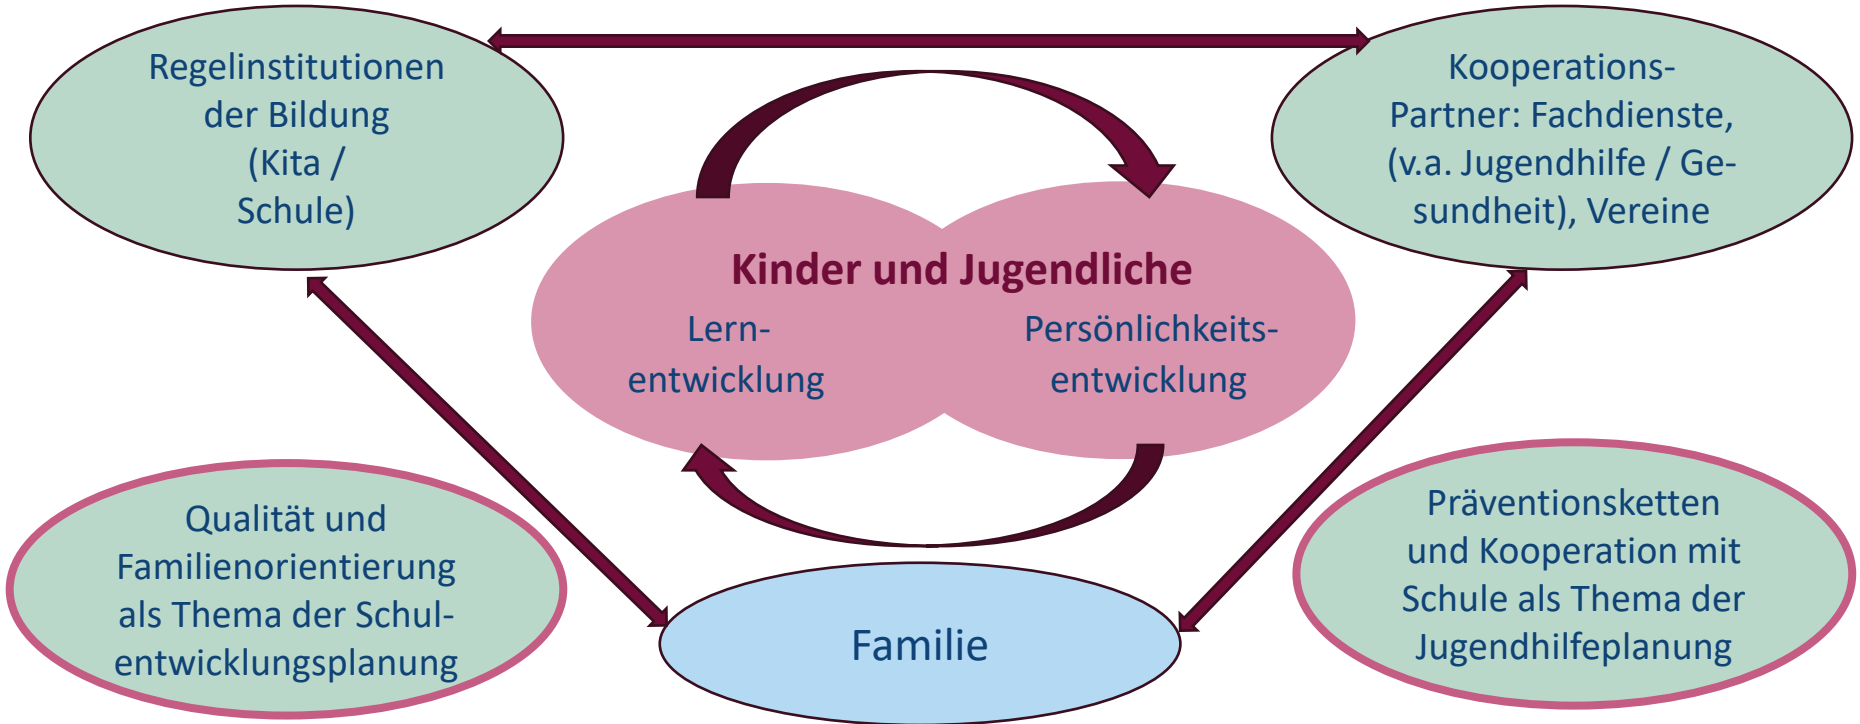 Regelinstitutionen
der Bildung
(Kita /
Schule)
Kooperations-
Partner: Fachdienste,
(v.a. Jugendhilfe / Ge-
sundheit), Vereine
Kinder und Jugendliche
Lern-
entwicklung
Persönlichkeits-
entwicklung
Qualität und
Familienorientierung
als Thema der Schul-
entwicklungsplanung
Familie
Präventionsketten
und Kooperation mit
Schule als Thema der
Jugendhilfeplanung